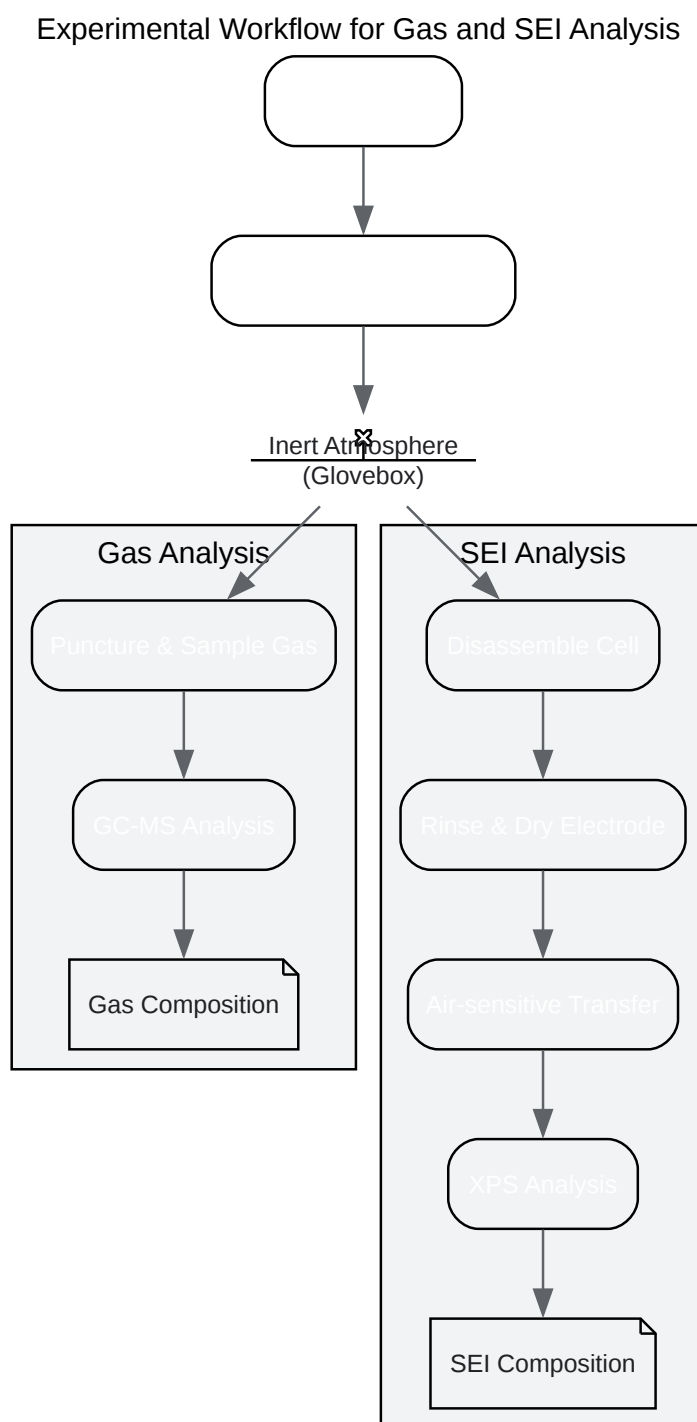 Experimental Workflow for Gas and SEI Analysis
Inert Atmosphere
(Glovebox)
Gas Analysis
Puncture & Sample Gas
GC-MS Analysis
Gas Composition
SEI Analysis
Disassemble Cell
Rinse & Dry Electrode
Air-sensitive Transfer
XPS Analysis
SEI Composition